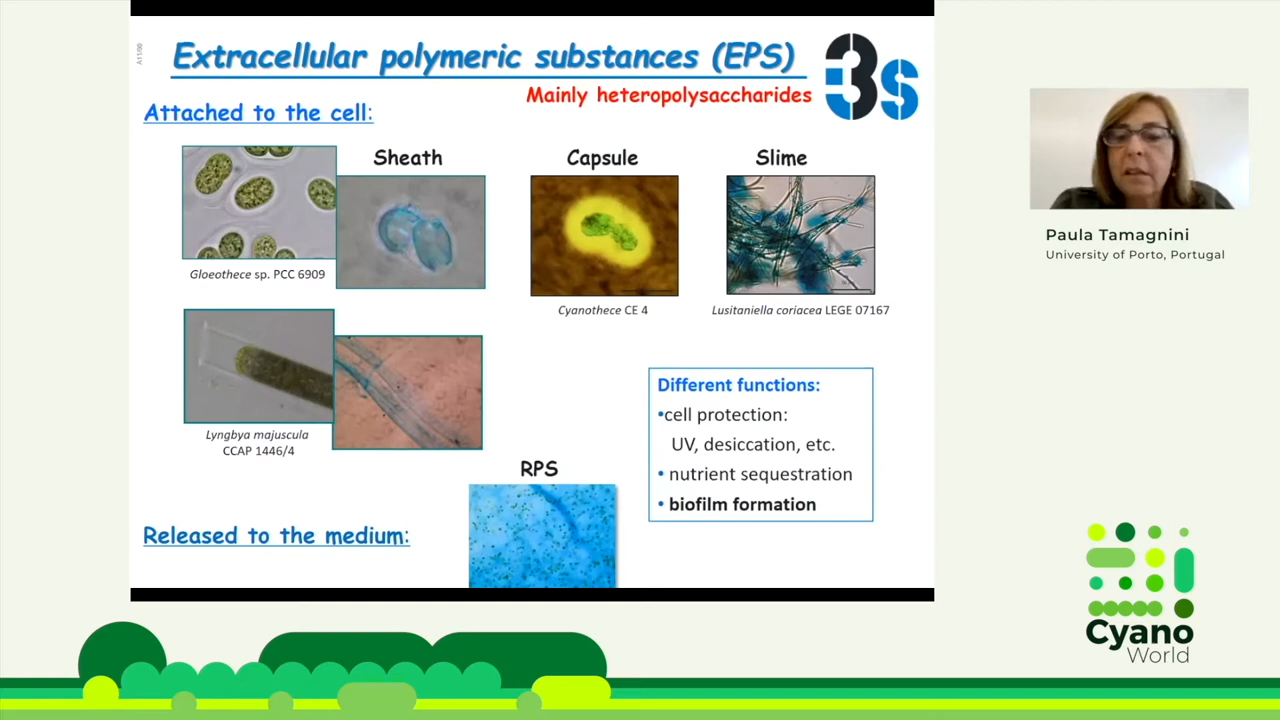 Extracellular polymeric substances (EPS)
3s
Mainly heteropolysaccharides
Attached to the cell:
Sheath
Capsule
Slime
Gloeothece sp. PCC 6909
Cyanothece CE 4
Lusitaniella coriacea LEGE 07167
Lyngbya majuscula
CCAP 1446/4
Different functions:
•cell protection:
UV, desiccation, etc.
• nutrient sequestration
• biofilm formation
RPS
Released to the medium:
Paula Tamagnini
University of Porto, Portugal
Cyano
World